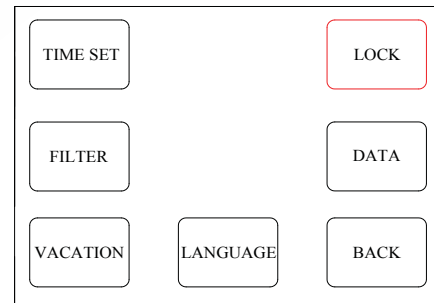 TIME SET
LOCK
FILTER
DATA
VACATION
LANGUAGE
BACK